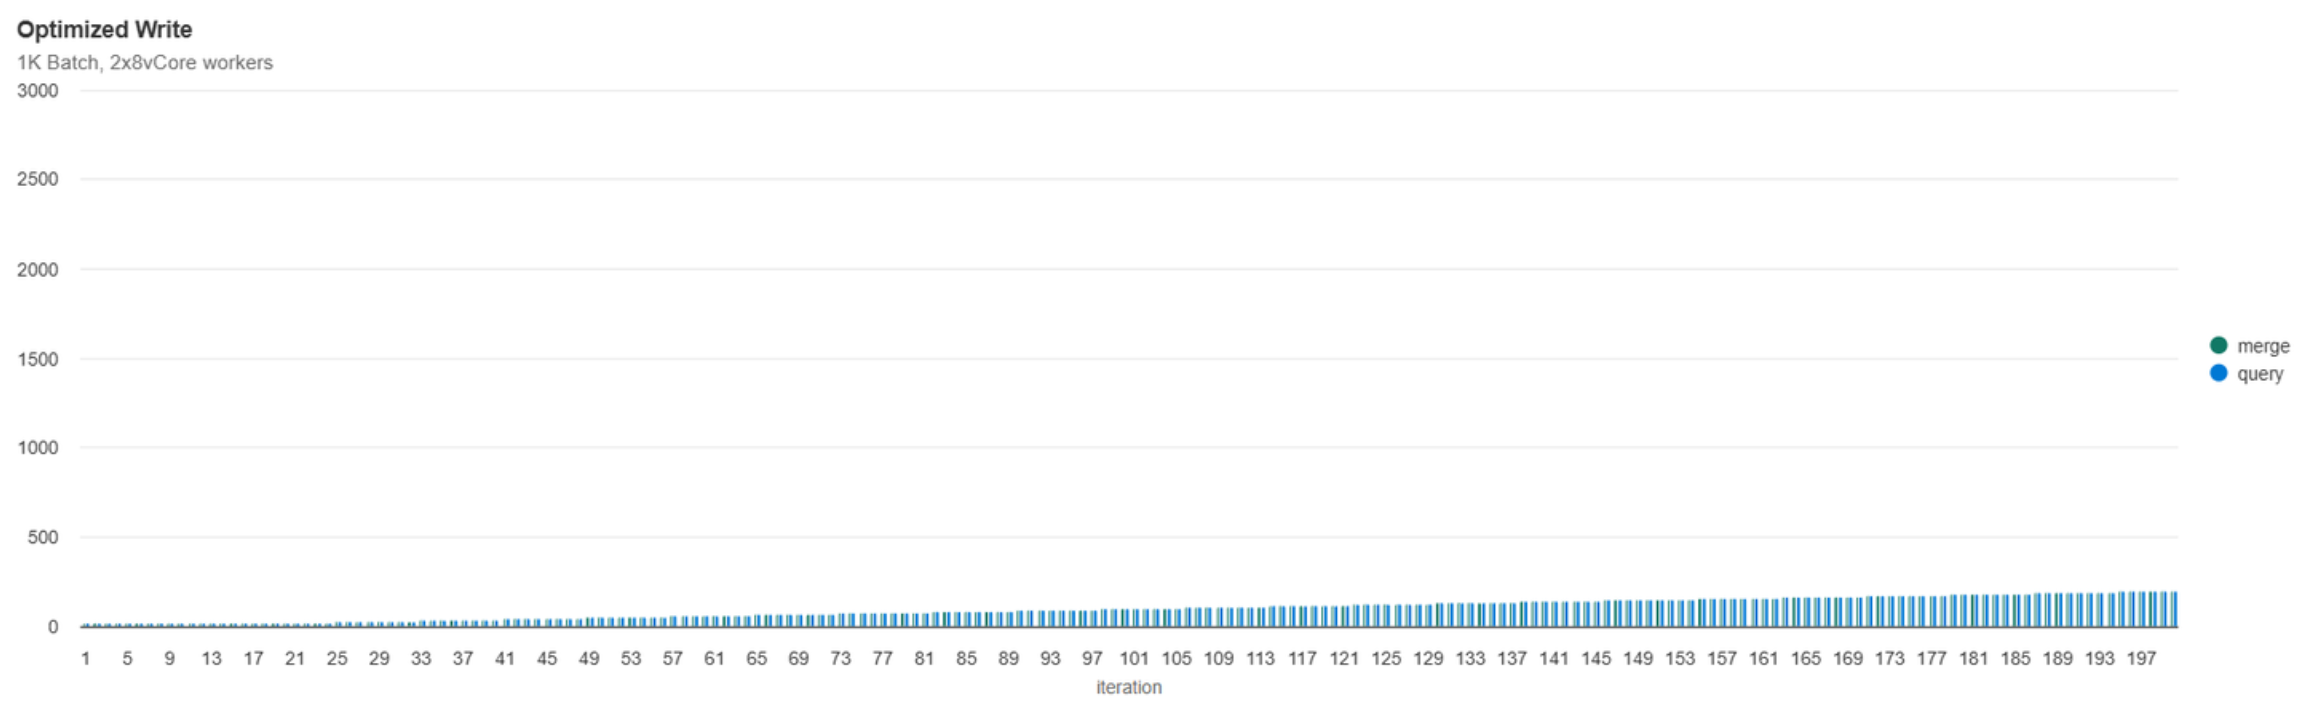 Optimized Write
1K Batch, 2x8vCore workers
3000
2500
2000
1500
1000
500
0
1 5 9 13 17 21 25 29 33 37 41 45 49 53 57 61 65 69 73 77 81 85 89 93 97 101 105 109 113 117 121 125 129 133 137 141 145 149 153 157 161 165 169 173 177 181 185 189 193 197
iteration
merge
query